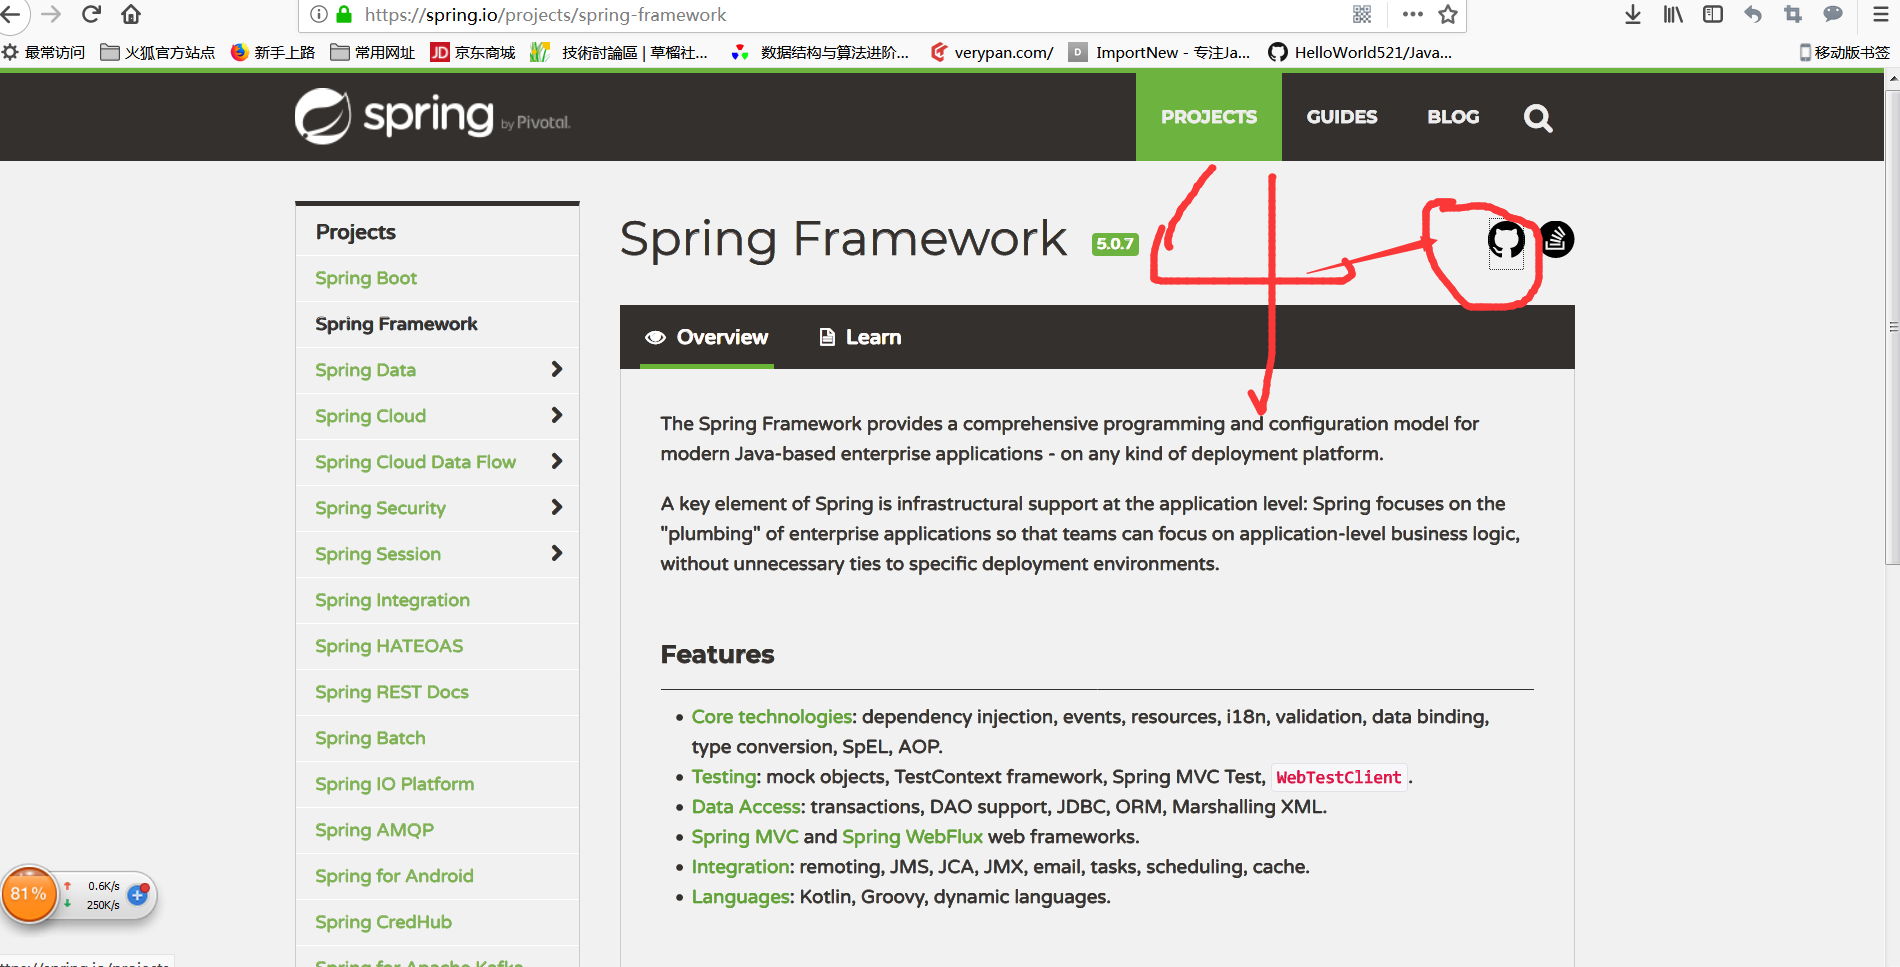 https://spring.io/projects/spring-framework
最常访问 火狐官方站点 新手上路 常用网址 JD 京东商城 技術討論區 | 草榴社... 数据结构与算法进阶... verypan.com/ D ImportNew - 专注Ja... HelloWorld521/Java... 移动版书签
spring by Pivotal.
PROJECTS GUIDES BLOG
Projects
Spring Boot
Spring Framework
Spring Data
Spring Cloud
Spring Cloud Data Flow
Spring Security
Spring Session
Spring Integration
Spring HATEOAS
Spring REST Docs
Spring Batch
Spring IO Platform
Spring AMQP
Spring for Android
Spring CredHub
Spring for Apache Kafka
Spring Framework 5.0.7
Overview Learn
The Spring Framework provides a comprehensive programming and configuration model for
modern Java-based enterprise applications - on any kind of deployment platform.
A key element of Spring is infrastructural support at the application level: Spring focuses on the
"plumbing" of enterprise applications so that teams can focus on application-level business logic,
without unnecessary ties to specific deployment environments.
Features
Core technologies: dependency injection, events, resources, i18n, validation, data binding,
type conversion, SpEL, AOP.
Testing: mock objects, TestContext framework, Spring MVC Test, WebTestClient.
Data Access: transactions, DAO support, JDBC, ORM, Marshalling XML.
Spring MVC and Spring WebFlux web frameworks.
Integration: remoting, JMS, JCA, JMX, email, tasks, scheduling, cache.
Languages: Kotlin, Groovy, dynamic languages.
81%
0.6K/s
250K/s